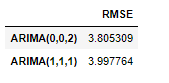 RMSE
ARIMA(0,0,2) 3.805309
ARIMA(1,1,1) 3.997764